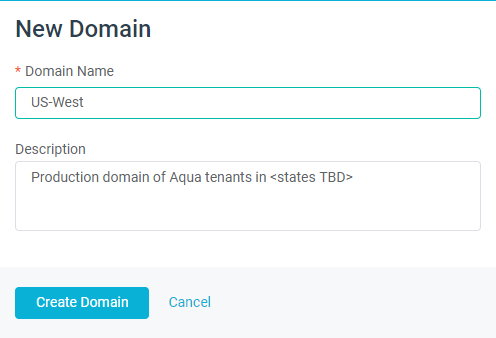 New Domain
* Domain Name
US-West
Description
Production domain of Aqua tenants in <states TBD>
Create Domain Cancel